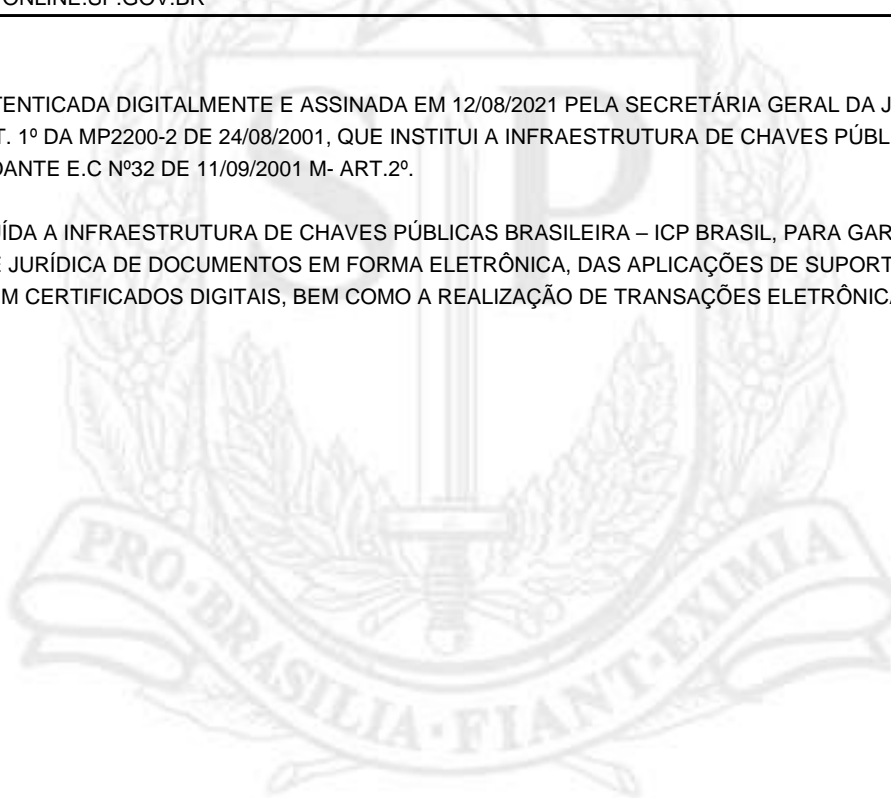 ONLINE.SP.GOV.BR
TENTICADA DIGITALMENTE E ASSINADA EM 12/08/2021 PELA SECRETÁRIA GERAL DA J
T. 1º DA MP2200-2 DE 24/08/2001, QUE INSTITUI A INFRAESTRUTURA DE CHAVES PÚBL
DANTE E.C Nº32 DE 11/09/2001 M- ART.2º.
ÍDA A INFRAESTRUTURA DE CHAVES PÚBLICAS BRASILEIRA – ICP BRASIL, PARA GAR
E JURÍDICA DE DOCUMENTOS EM FORMA ELETRÔNICA, DAS APLICAÇÕES DE SUPORT
M CERTIFICADOS DIGITAIS, BEM COMO A REALIZAÇÃO DE TRANSAÇÕES ELETRÔNICA
SP
PRO·BRASILIA·FIANT·EXIMIA